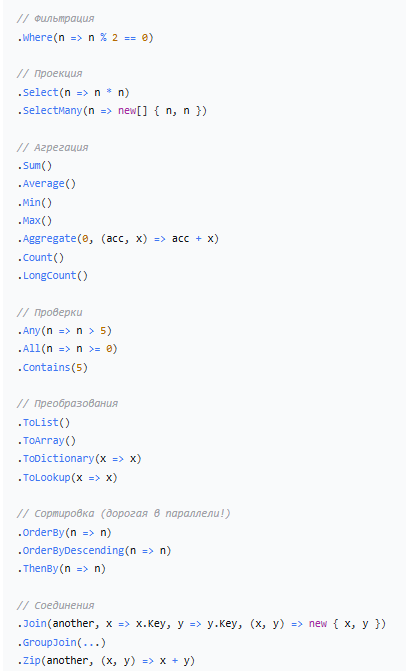 // Фильтрация
.Where(n => n % 2 == 0)
// Проекция
.Select(n => n * n)
.SelectMany(n => new[] { n, n })
// Агрегация
.Sum()
.Average()
.Min()
.Max()
.Aggregate(0, (acc, x) => acc + x)
.Count()
.LongCount()
// Проверки
.Any(n => n > 5)
.All(n => n >= 0)
.Contains(5)
// Преобразования
.ToList()
.ToArray()
.ToDictionary(x => x)
.ToLookup(x => x)
// Сортировка (дорогая в параллели!)
.OrderBy(n => n)
.OrderByDescending(n => n)
.ThenBy(n => n)
// Соединения
.Join(another, x => x.Key, y => y.Key, (x, y) => new { x, y })
.GroupJoin(...)
.Zip(another, (x, y) => x + y)